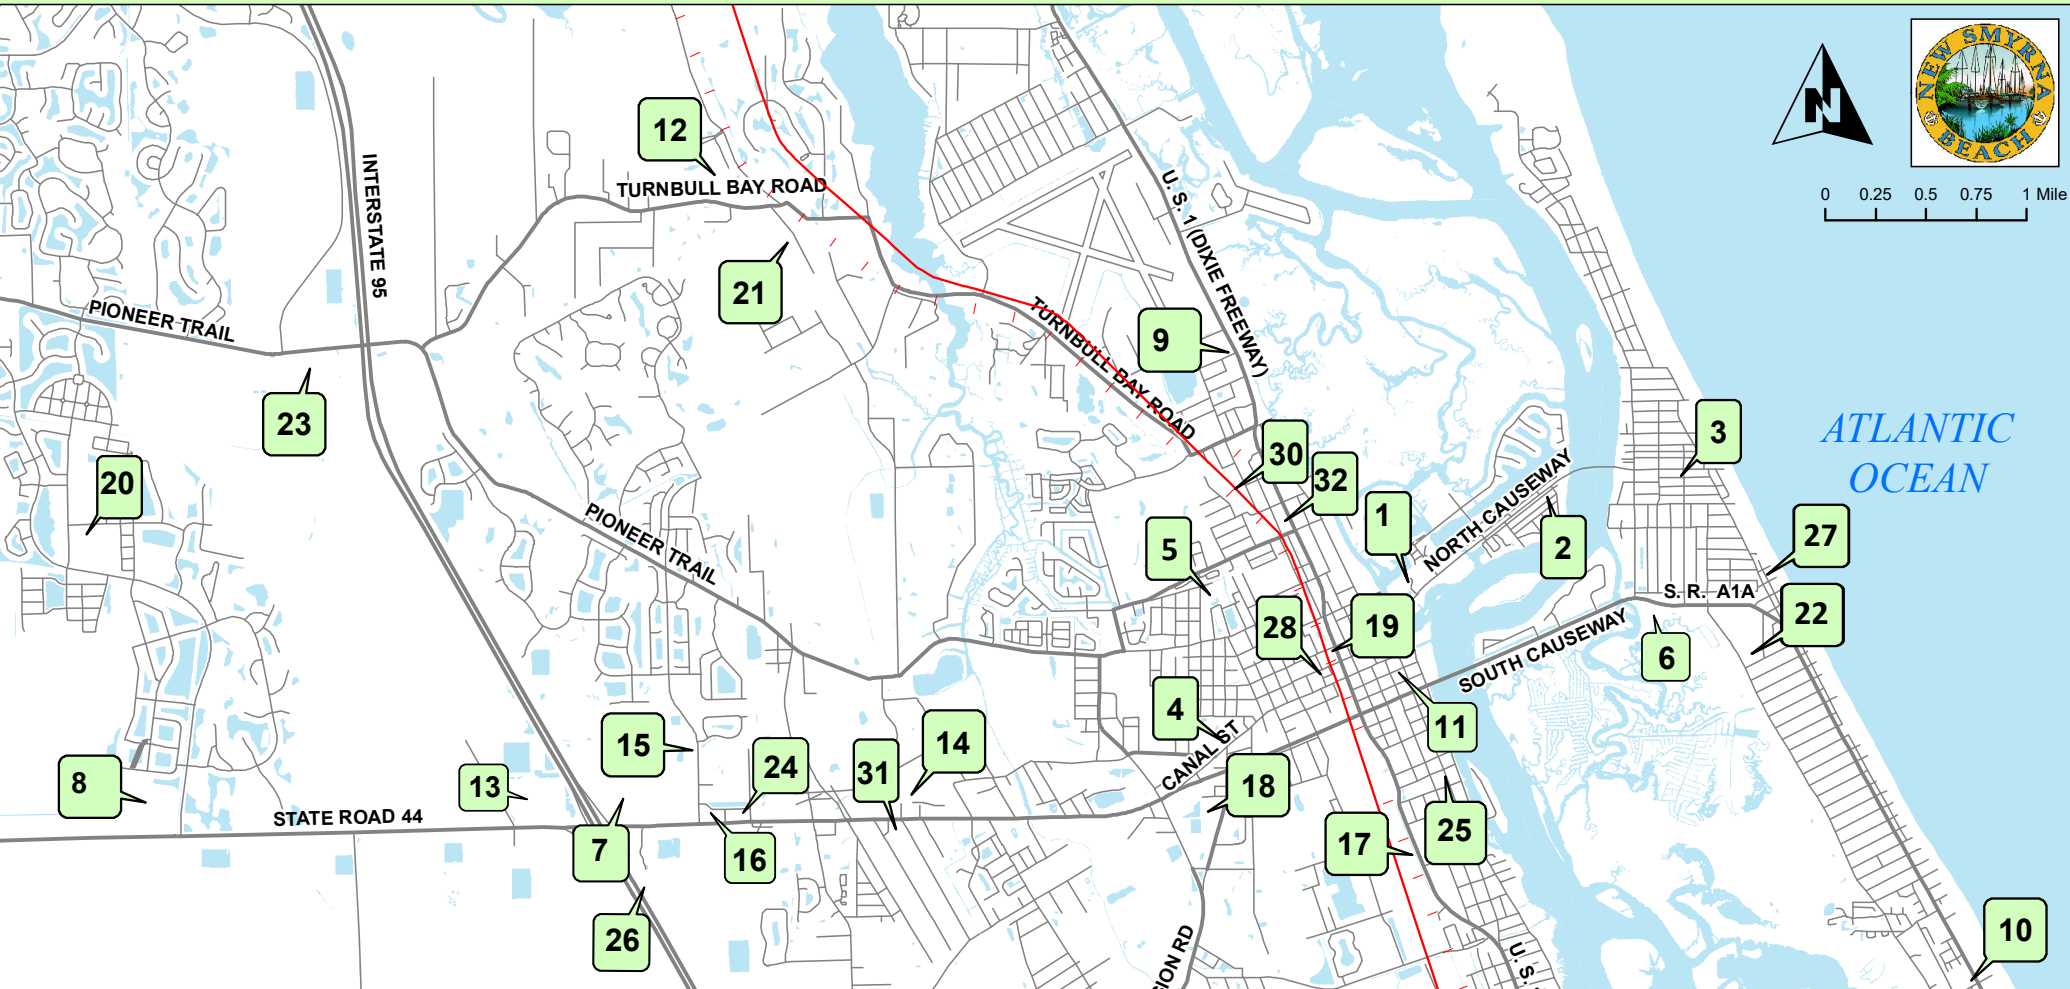 NEW SMYRNA
BEACH
N
0 0.25 0.5 0.75 1 Mile
12
TURNBULL BAY ROAD
INTERSTATE 95
U. S. 1 (DIXIE FREEWAY)
21
PIONEER TRAIL
TURNBULL BAY ROAD
9
23
3
ATLANTIC
OCEAN
20
30
32
NORTH CAUSEWAY
1
PIONEER TRAIL
5
2
27
S. R. A1A
22
28
19
SOUTH CAUSEWAY
6
4
11
15
14
24
31
CANAL ST
8
13
18
STATE ROAD 44
7
16
17
25
26
10
ION RD
U. S.